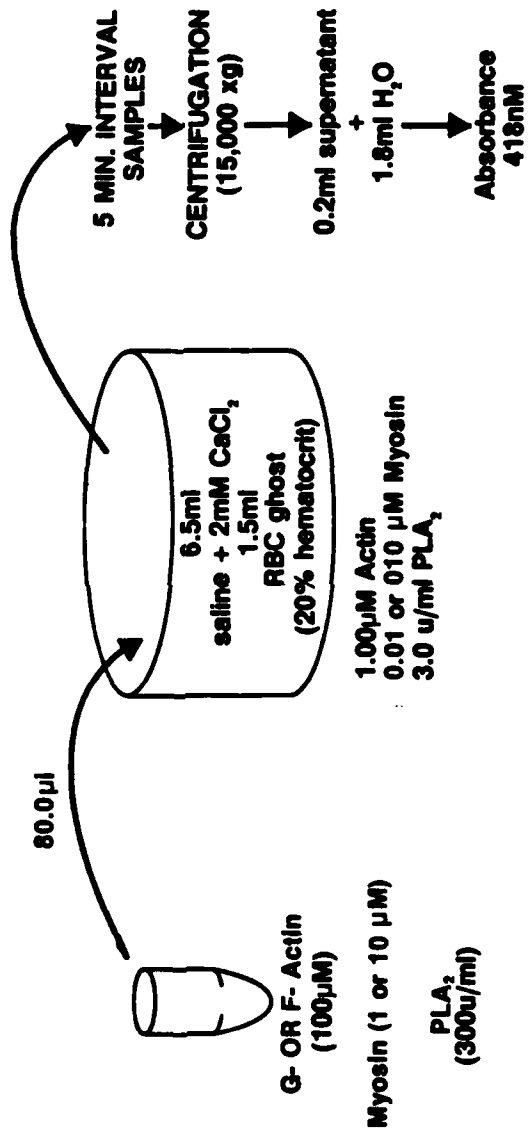 80.0µl
G- OR F- Actin
(100µM)
Myosin (1 or 10 µM)
PLA₂
(300u/ml)
6.5ml
saline + 2mM CaCl₂
1.5ml
RBC ghost
(20% hematocrit)
1.00µM Actin
0.01 or 010 µM Myosin
3.0 u/ml PLA₂
5 MIN. INTERVAL
SAMPLES
CENTRIFUGATION
(15,000 xg)
0.2ml supernatant
+
1.8ml H₂O
Absorbance
418nM